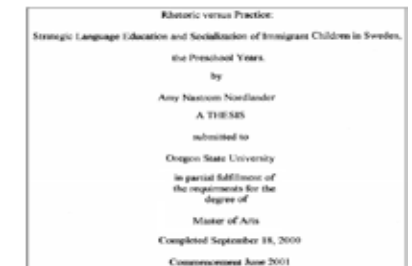 Rhetoric versus Practice:
Strategic Language Education and Socialization of Immigrant Children in Sweden,
the Preschool Years.
by
Amy Nastrom Nordlander
A THESIS
submitted to
Oregon State University
in partial fulfillment of
the requirments for the
degree of
Master of Arts
Completed September 18, 2000
Commencement June 2001